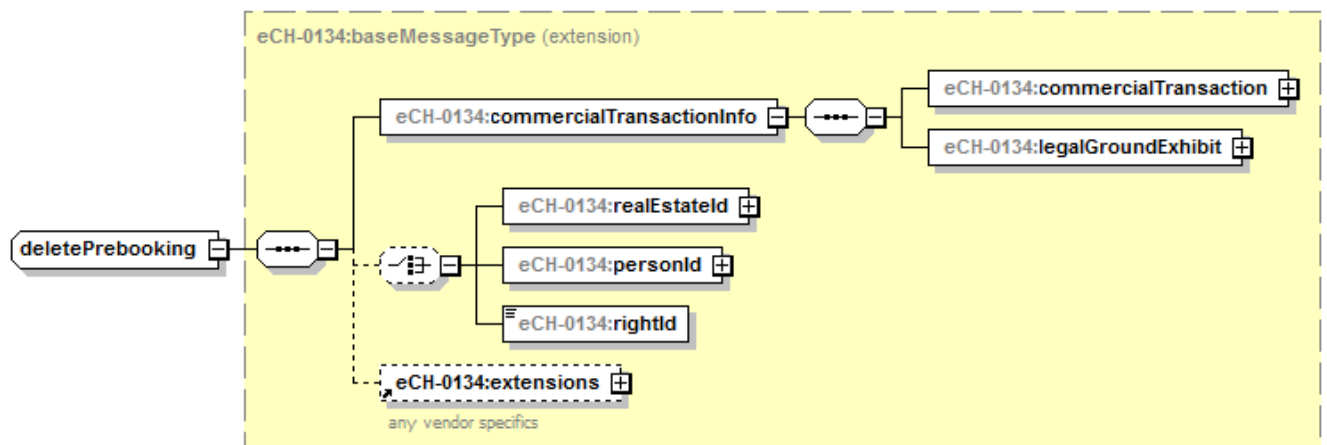 eCH-0134:baseMessageType (extension)
eCH-0134:commercialTransaction
eCH-0134:commercialTransactionInfo
eCH-0134:legalGroundExhibit
eCH-0134:realEstateId
deletePrebooking
eCH-0134:personId
eCH-0134:rightId
eCH-0134:extensions
any vendor specifics